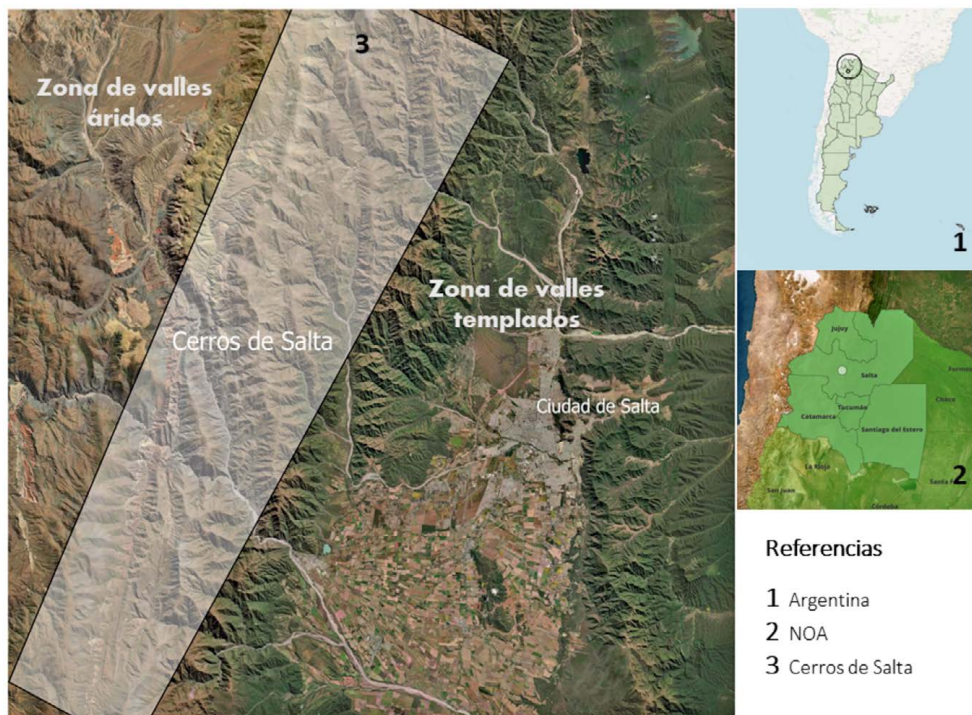 3
Zona de valles
áridos
Zona de valles
templados
Cerros de Salta
Ciudad de Salta
1
Jujuy
Salta
Tucumán
Catamarca
Santiago del Estero
Chaco
La Rioja
San Juan
Córdoba
2
Referencias
1 Argentina
2 NOA
3 Cerros de Salta